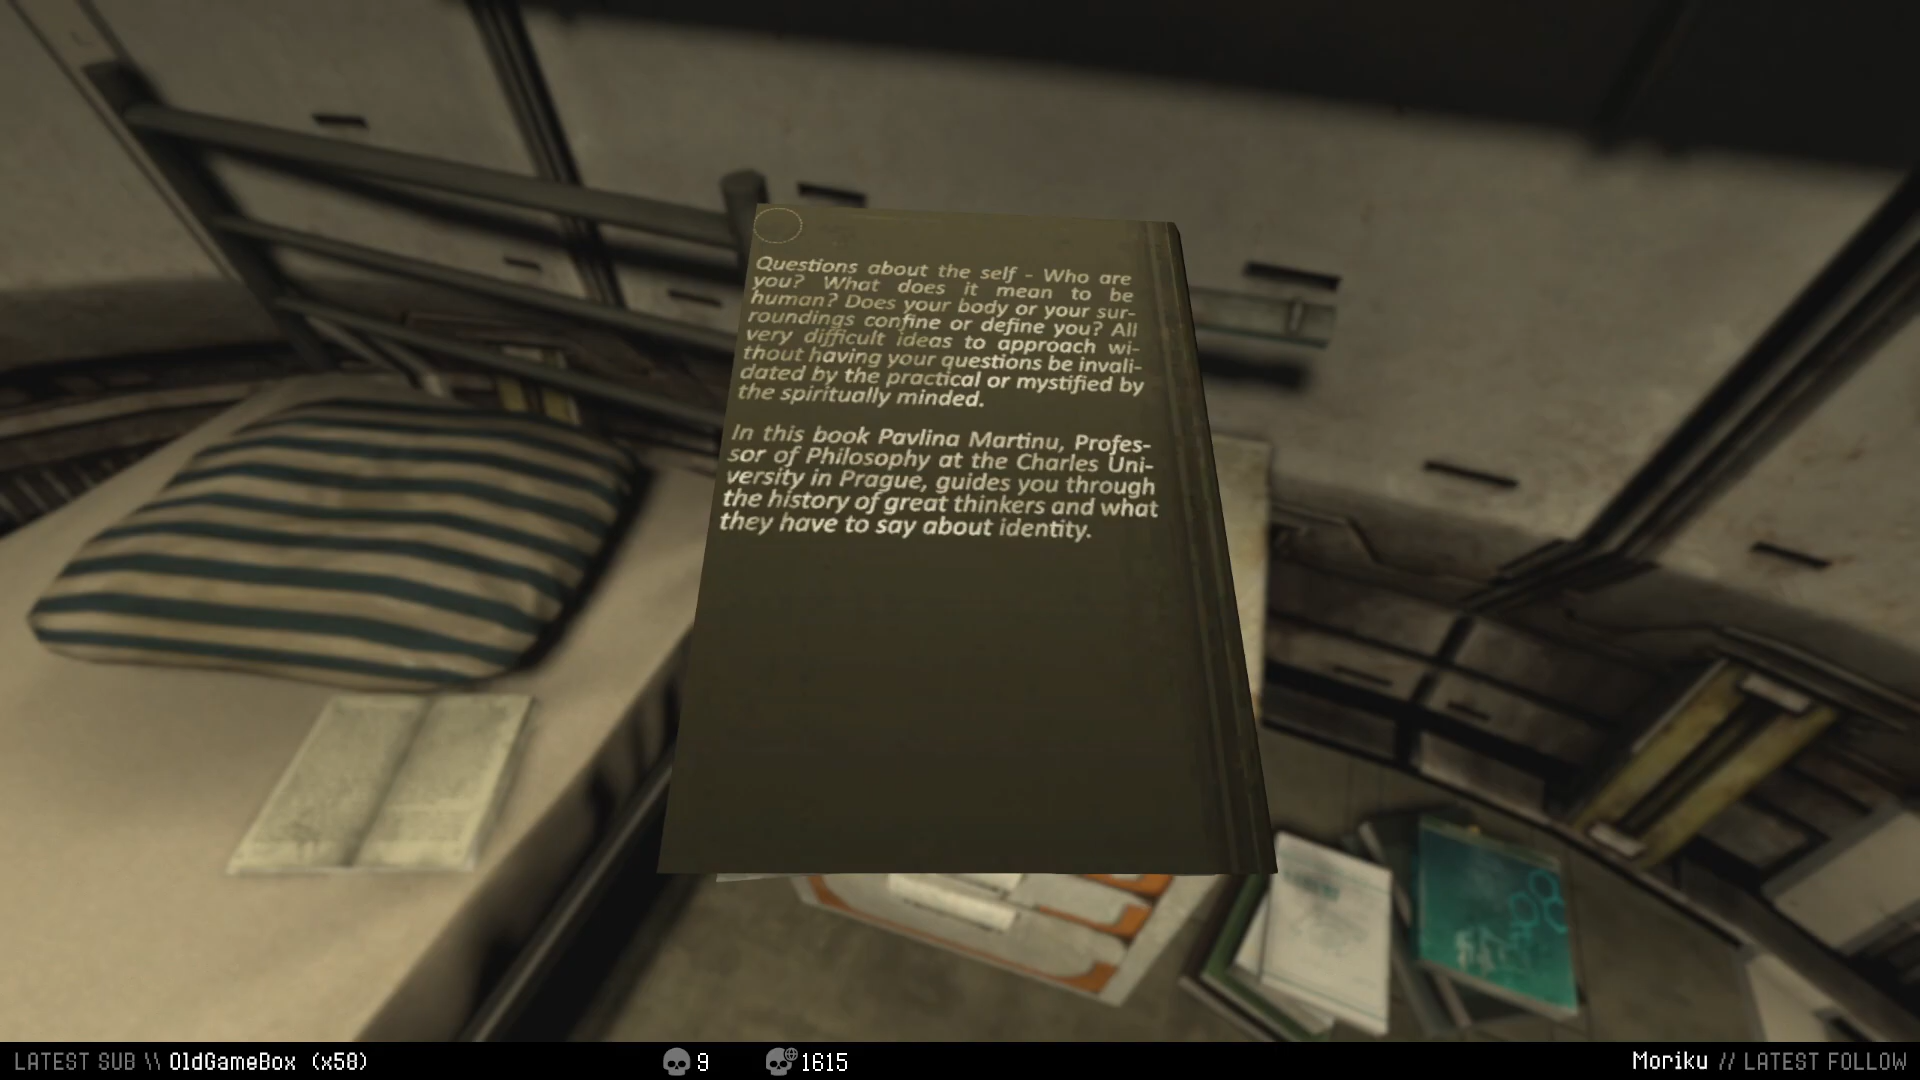 Questions about the self - Who are
you? What does it mean to be
human? Does your body or your sur-
roundings confine or define you? All
very difficult ideas to approach wi-
thout having your questions be invali-
dated by the practical or mystified by
the spiritually minded.
In this book Pavlina Martinu, Profes-
sor of Philosophy at the Charles Uni-
versity in Prague, guides you through
the history of great thinkers and what
they have to say about identity.
LATEST SUB \\ OldGameBox (x58)
9
1615
Moriku // LATEST FOLLOW